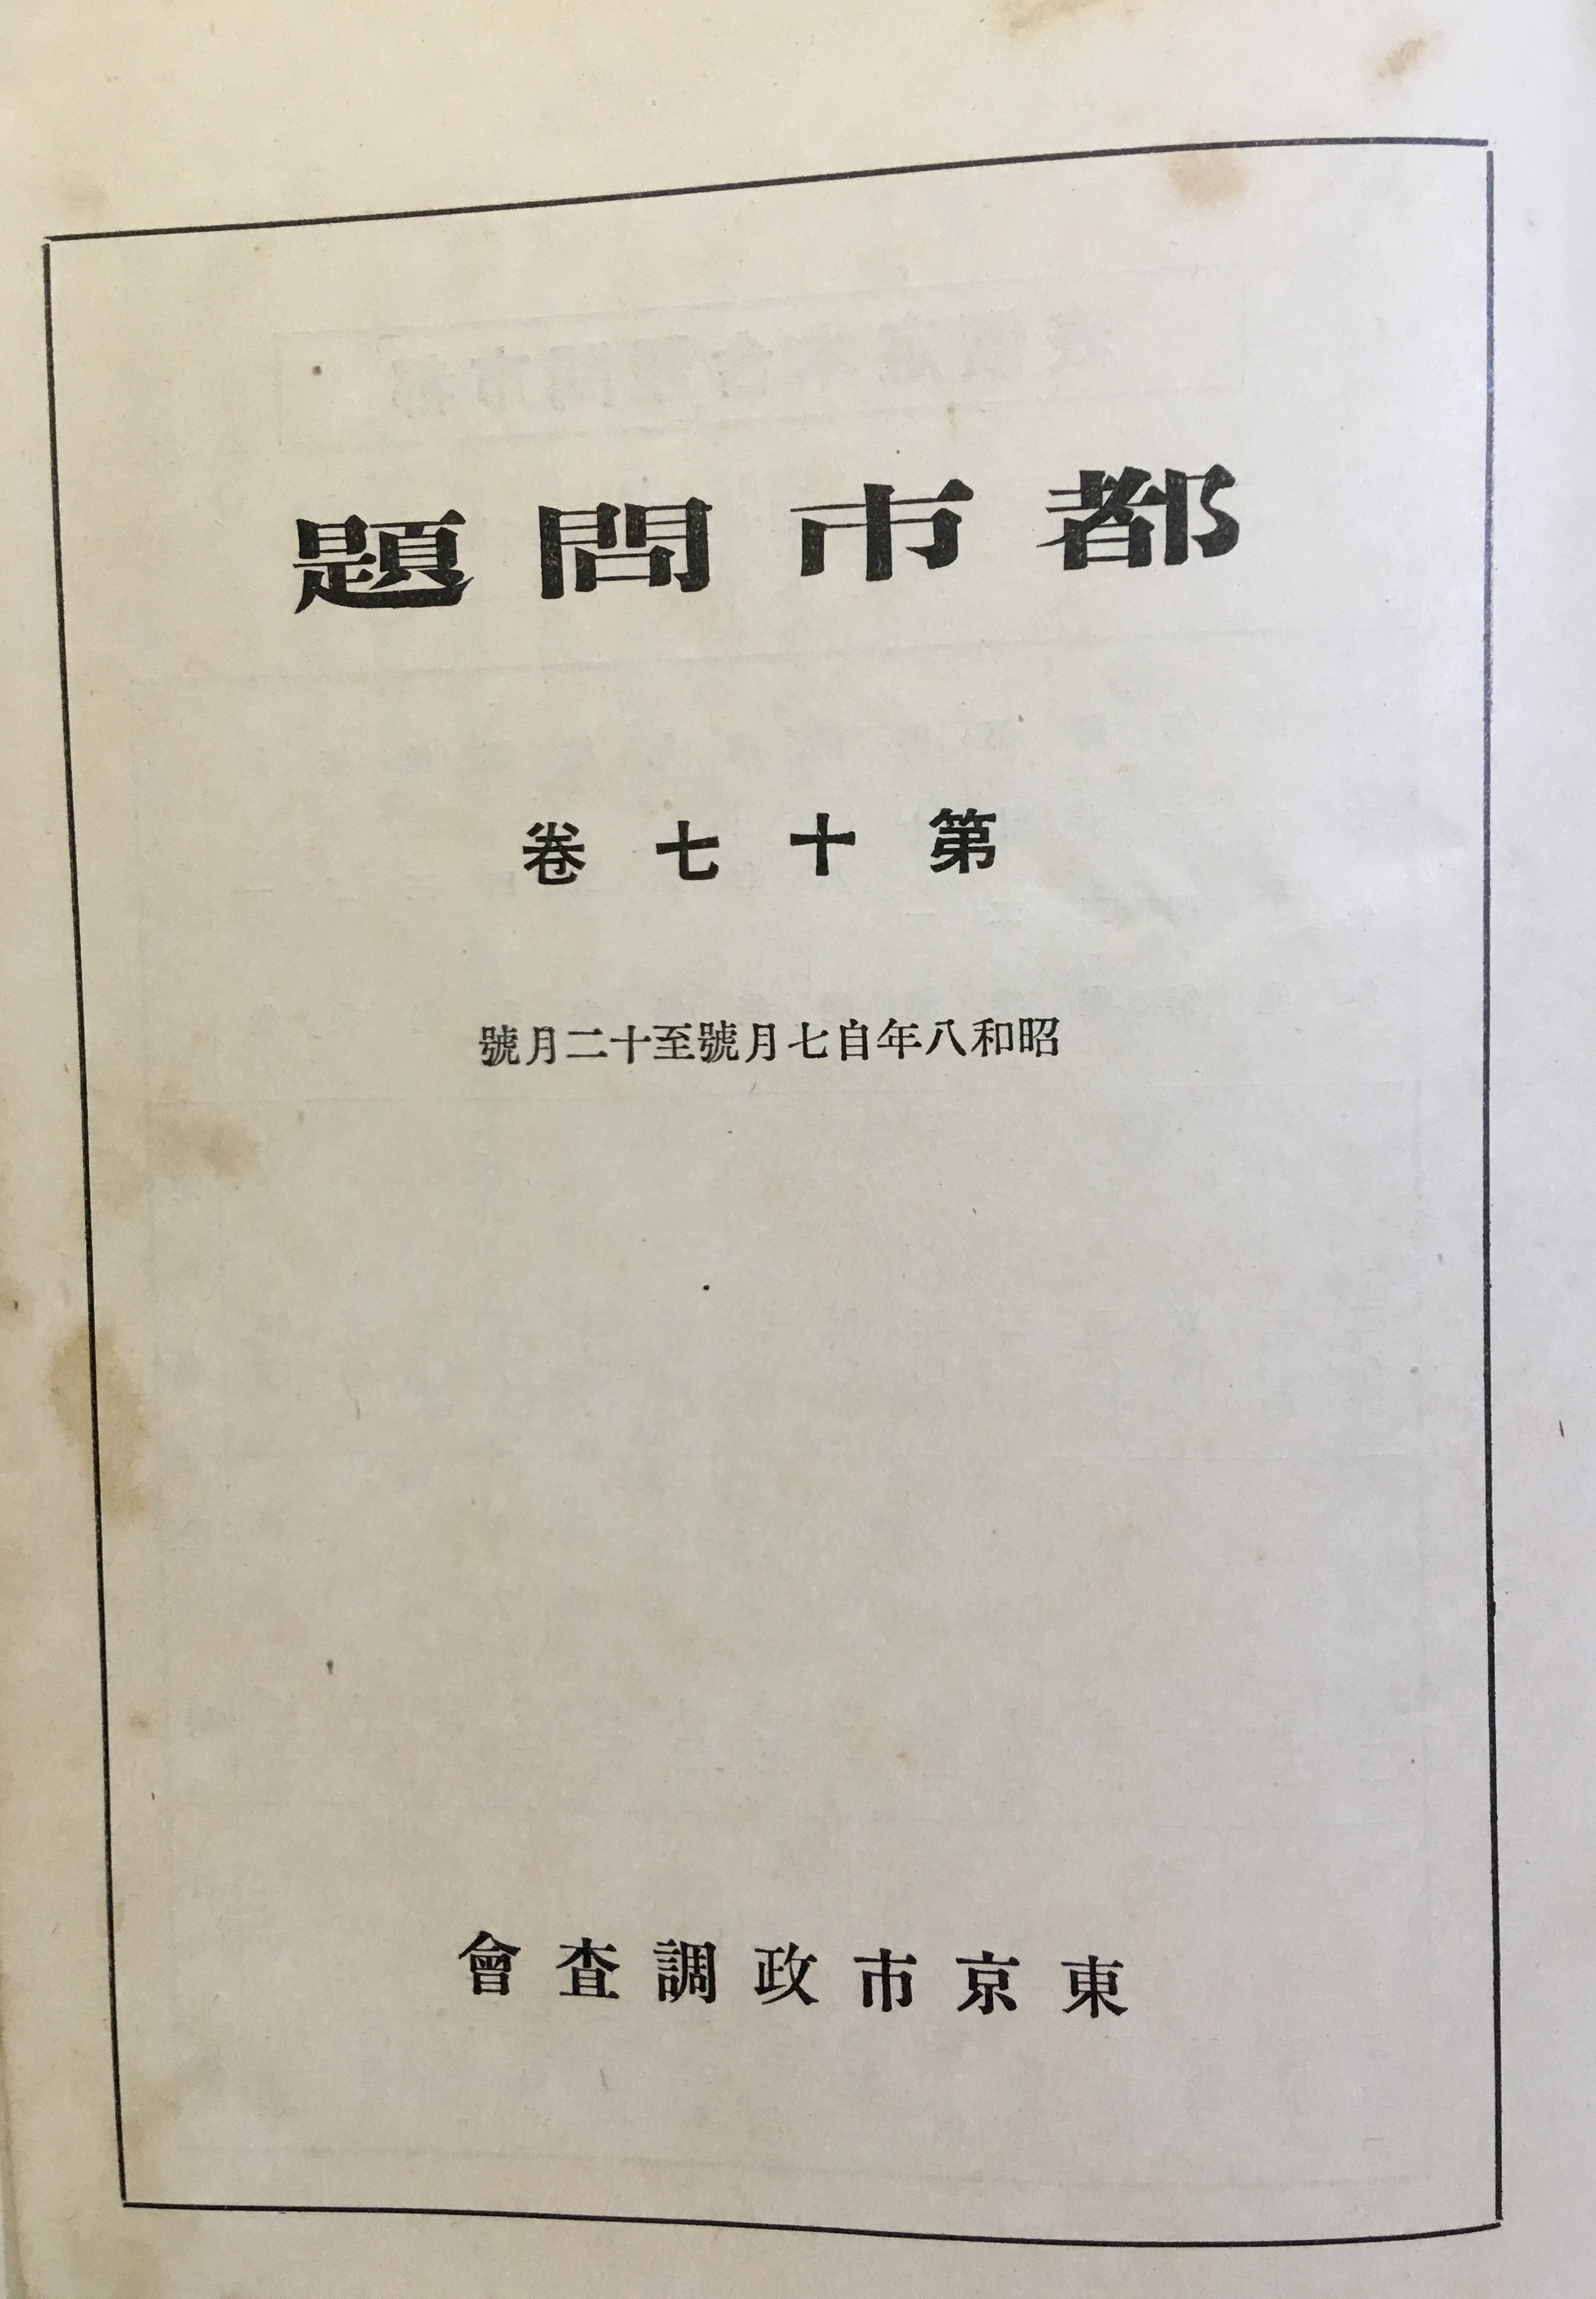 都市問題
第十七卷
昭和八年自七月號至十二月號
東京市政調査會